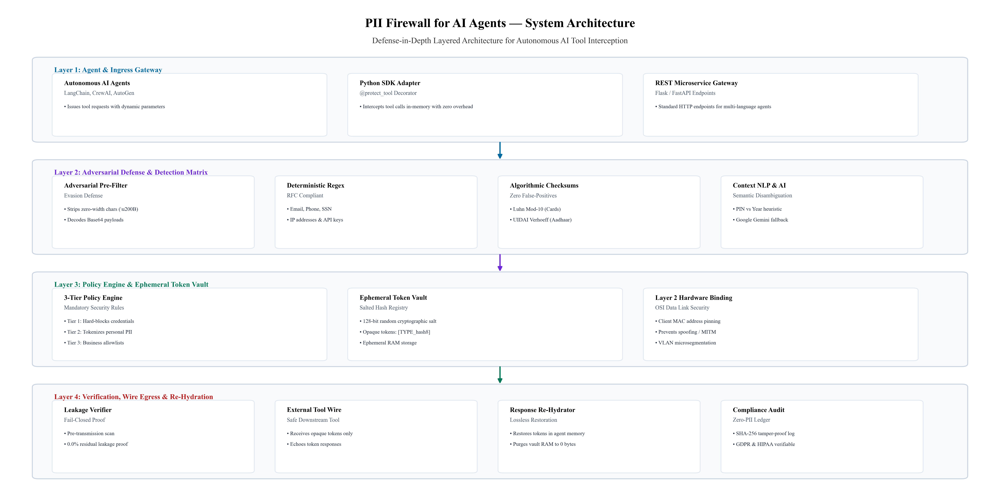 PII Firewall for AI Agents — System Architecture
Defense-in-Depth Layered Architecture for Autonomous AI Tool Interception
Layer 1: Agent & Ingress Gateway
Autonomous AI Agents
LangChain, CrewAI, AutoGen
• Issues tool requests with dynamic parameters
Python SDK Adapter
@protect_tool Decorator
• Intercepts tool calls in-memory with zero overhead
REST Microservice Gateway
Flask / FastAPI Endpoints
• Standard HTTP endpoints for multi-language agents
Layer 2: Adversarial Defense & Detection Matrix
Adversarial Pre-Filter
Evasion Defense
• Strips zero-width chars (\u200B)
• Decodes Base64 payloads
Deterministic Regex
RFC Compliant
• Email, Phone, SSN
• IP addresses & API keys
Algorithmic Checksums
Zero False-Positives
• Luhn Mod-10 (Cards)
• UIDAI Verhoeff (Aadhaar)
Context NLP & AI
Semantic Disambiguation
• PIN vs Year heuristic
• Google Gemini fallback
Layer 3: Policy Engine & Ephemeral Token Vault
3-Tier Policy Engine
Mandatory Security Rules
• Tier 1: Hard-blocks credentials
• Tier 2: Tokenizes personal PII
• Tier 3: Business allowlists
Ephemeral Token Vault
Salted Hash Registry
• 128-bit random cryptographic salt
• Opaque tokens: [TYPE_hash8]
• Ephemeral RAM storage
Layer 2 Hardware Binding
OSI Data Link Security
• Client MAC address pinning
• Prevents spoofing / MITM
• VLAN microsegmentation
Layer 4: Verification, Wire Egress & Re-Hydration
Leakage Verifier
Fail-Closed Proof
• Pre-transmission scan
• 0.0% residual leakage proof
External Tool Wire
Safe Downstream Tool
• Receives opaque tokens only
• Echoes token responses
Response Re-Hydrator
Lossless Restoration
• Restores tokens in agent memory
• Purges vault RAM to 0 bytes
Compliance Audit
Zero-PII Ledger
• SHA-256 tamper-proof log
• GDPR & HIPAA verifiable